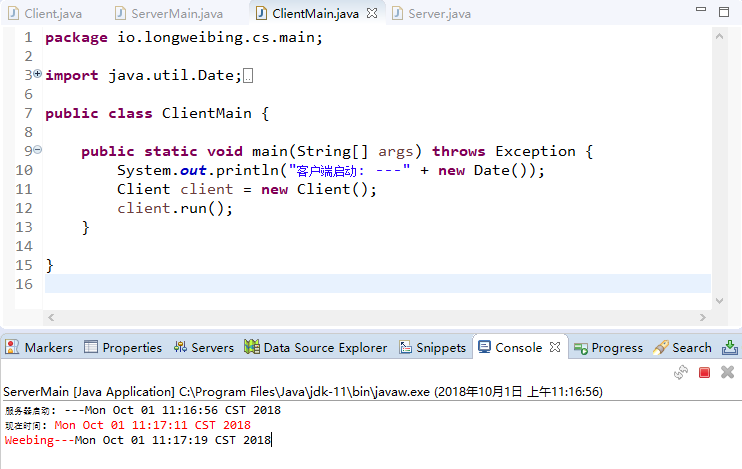 Client.java ServerMain.java ClientMain.java Server.java
1 package io.longweibing.cs.main;
2
3 import java.util.Date;
6
7 public class ClientMain {
8
9 public static void main(String[] args) throws Exception {
10 System.out.println("客户端启动: ---" + new Date());
11 Client client = new Client();
12 client.run();
13 }
14
15 }
16
Markers Properties Servers Data Source Explorer Snippets Console Progress Search
ServerMain [Java Application] C:\Program Files\Java\jdk-11\bin\javaw.exe (2018年10月1日 上午11:16:56)
服务器启动: ---Mon Oct 01 11:16:56 CST 2018
现在时间: Mon Oct 01 11:17:11 CST 2018
Weebing---Mon Oct 01 11:17:19 CST 2018